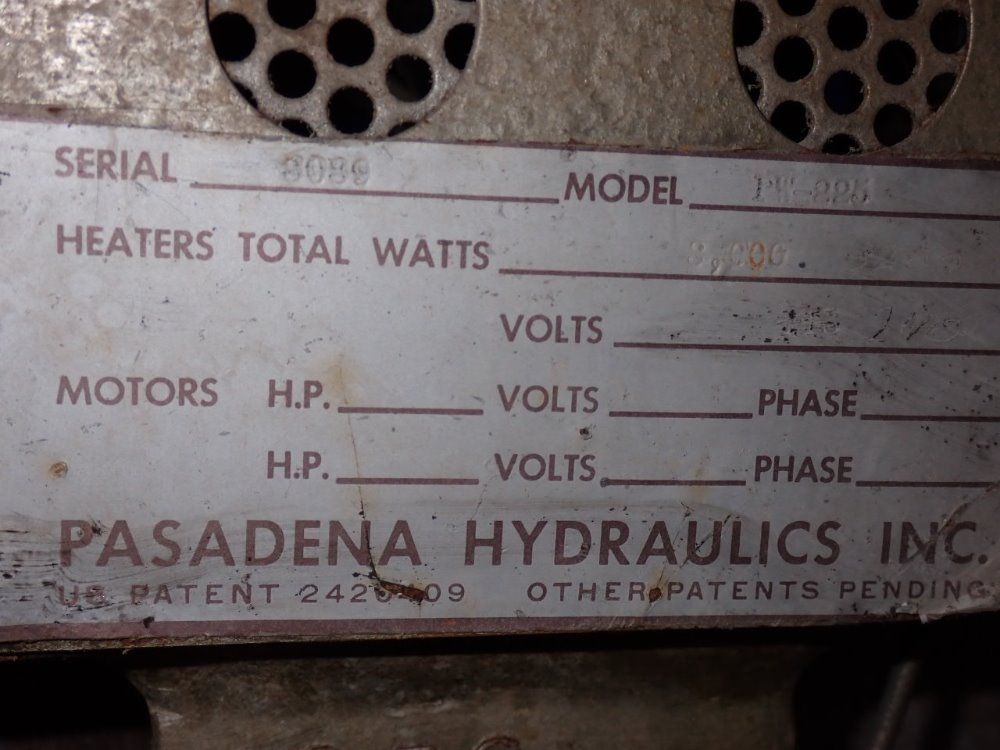 SERIAL 3089 MODEL
HEATERS TOTAL WATTS
VOLTS
MOTORS H.P. VOLTS PHASE
H.P. VOLTS PHASE
PASADENA HYDRAULICS INC.
US PATENT OTHER PATENTS PENDING